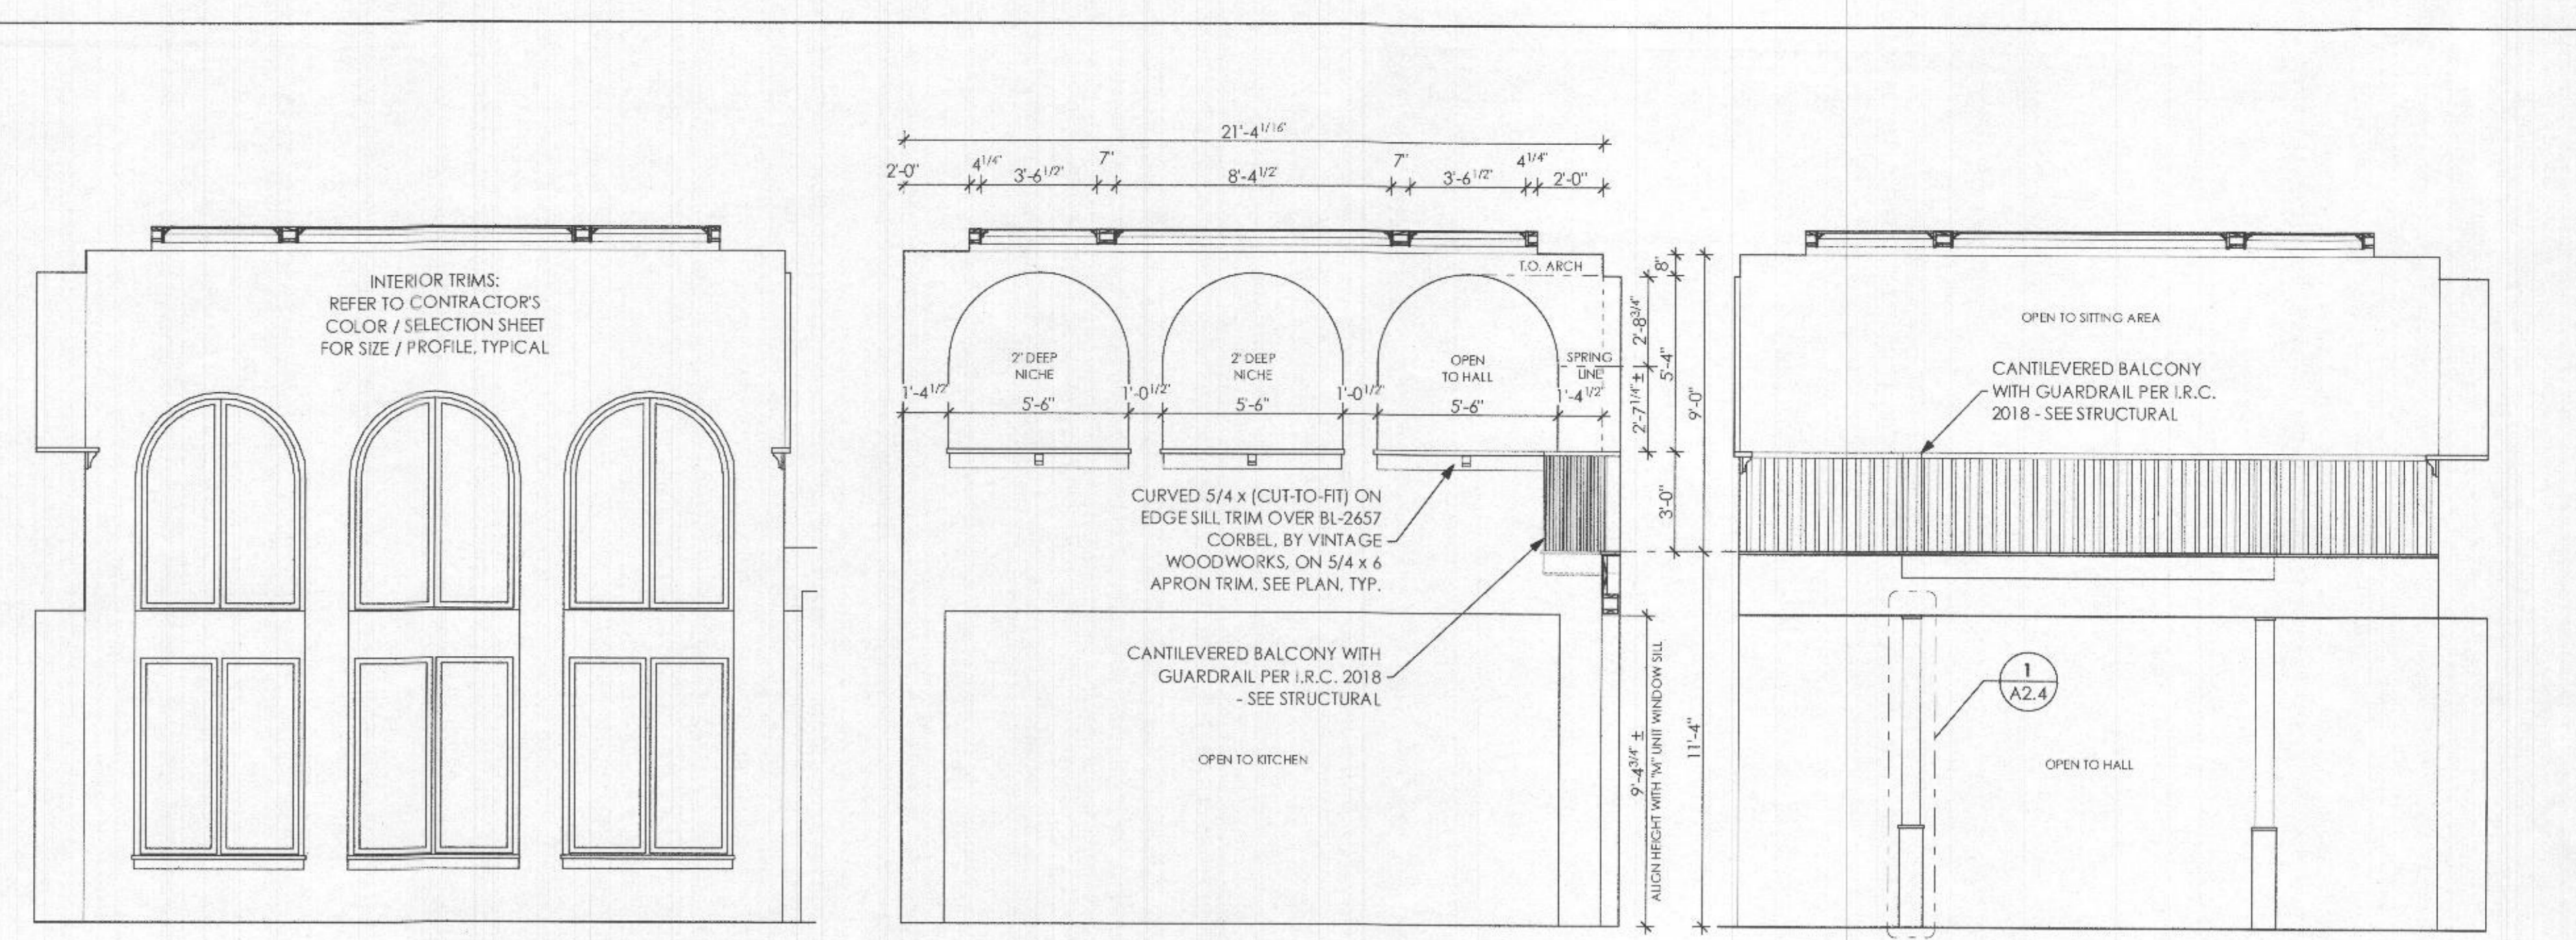 INTERIOR TRIMS:
REFER TO CONTRACTOR'S
COLOR / SELECTION SHEET
FOR SIZE / PROFILE, TYPICAL
21'-4 1/16"
2'-0"
4 1/4"
3'-6 1/2"
7"
8'-4 1/2"
7"
3'-6 1/2"
4 1/4"
2'-0"
T.O. ARCH
2" DEEP
NICHE
2" DEEP
NICHE
OPEN
TO HALL
SPRING
LINE
1'-4 1/2"
5'-6"
1'-0 1/2"
5'-6"
1'-0 1/2"
5'-6"
1'-4 1/2"
8"
2'-8 3/4"
2'-7 1/4" ±
5'-4"
3'-0"
9'-0"
CURVED 5/4 x (CUT-TO-FIT) ON
EDGE SILL TRIM OVER BL-2657
CORBEL, BY VINTAGE
WOODWORKS, ON 5/4 x 6
APRON TRIM. SEE PLAN, TYP.
CANTILEVERED BALCONY WITH
GUARDRAIL PER I.R.C. 2018
- SEE STRUCTURAL
OPEN TO KITCHEN
9'-4 3/4" ±
ALIGN HEIGHT WITH "M" UNIT WINDOW SILL
11'-4"
OPEN TO SITTING AREA
CANTILEVERED BALCONY
WITH GUARDRAIL PER I.R.C.
2018 - SEE STRUCTURAL
1
A2.4
OPEN TO HALL